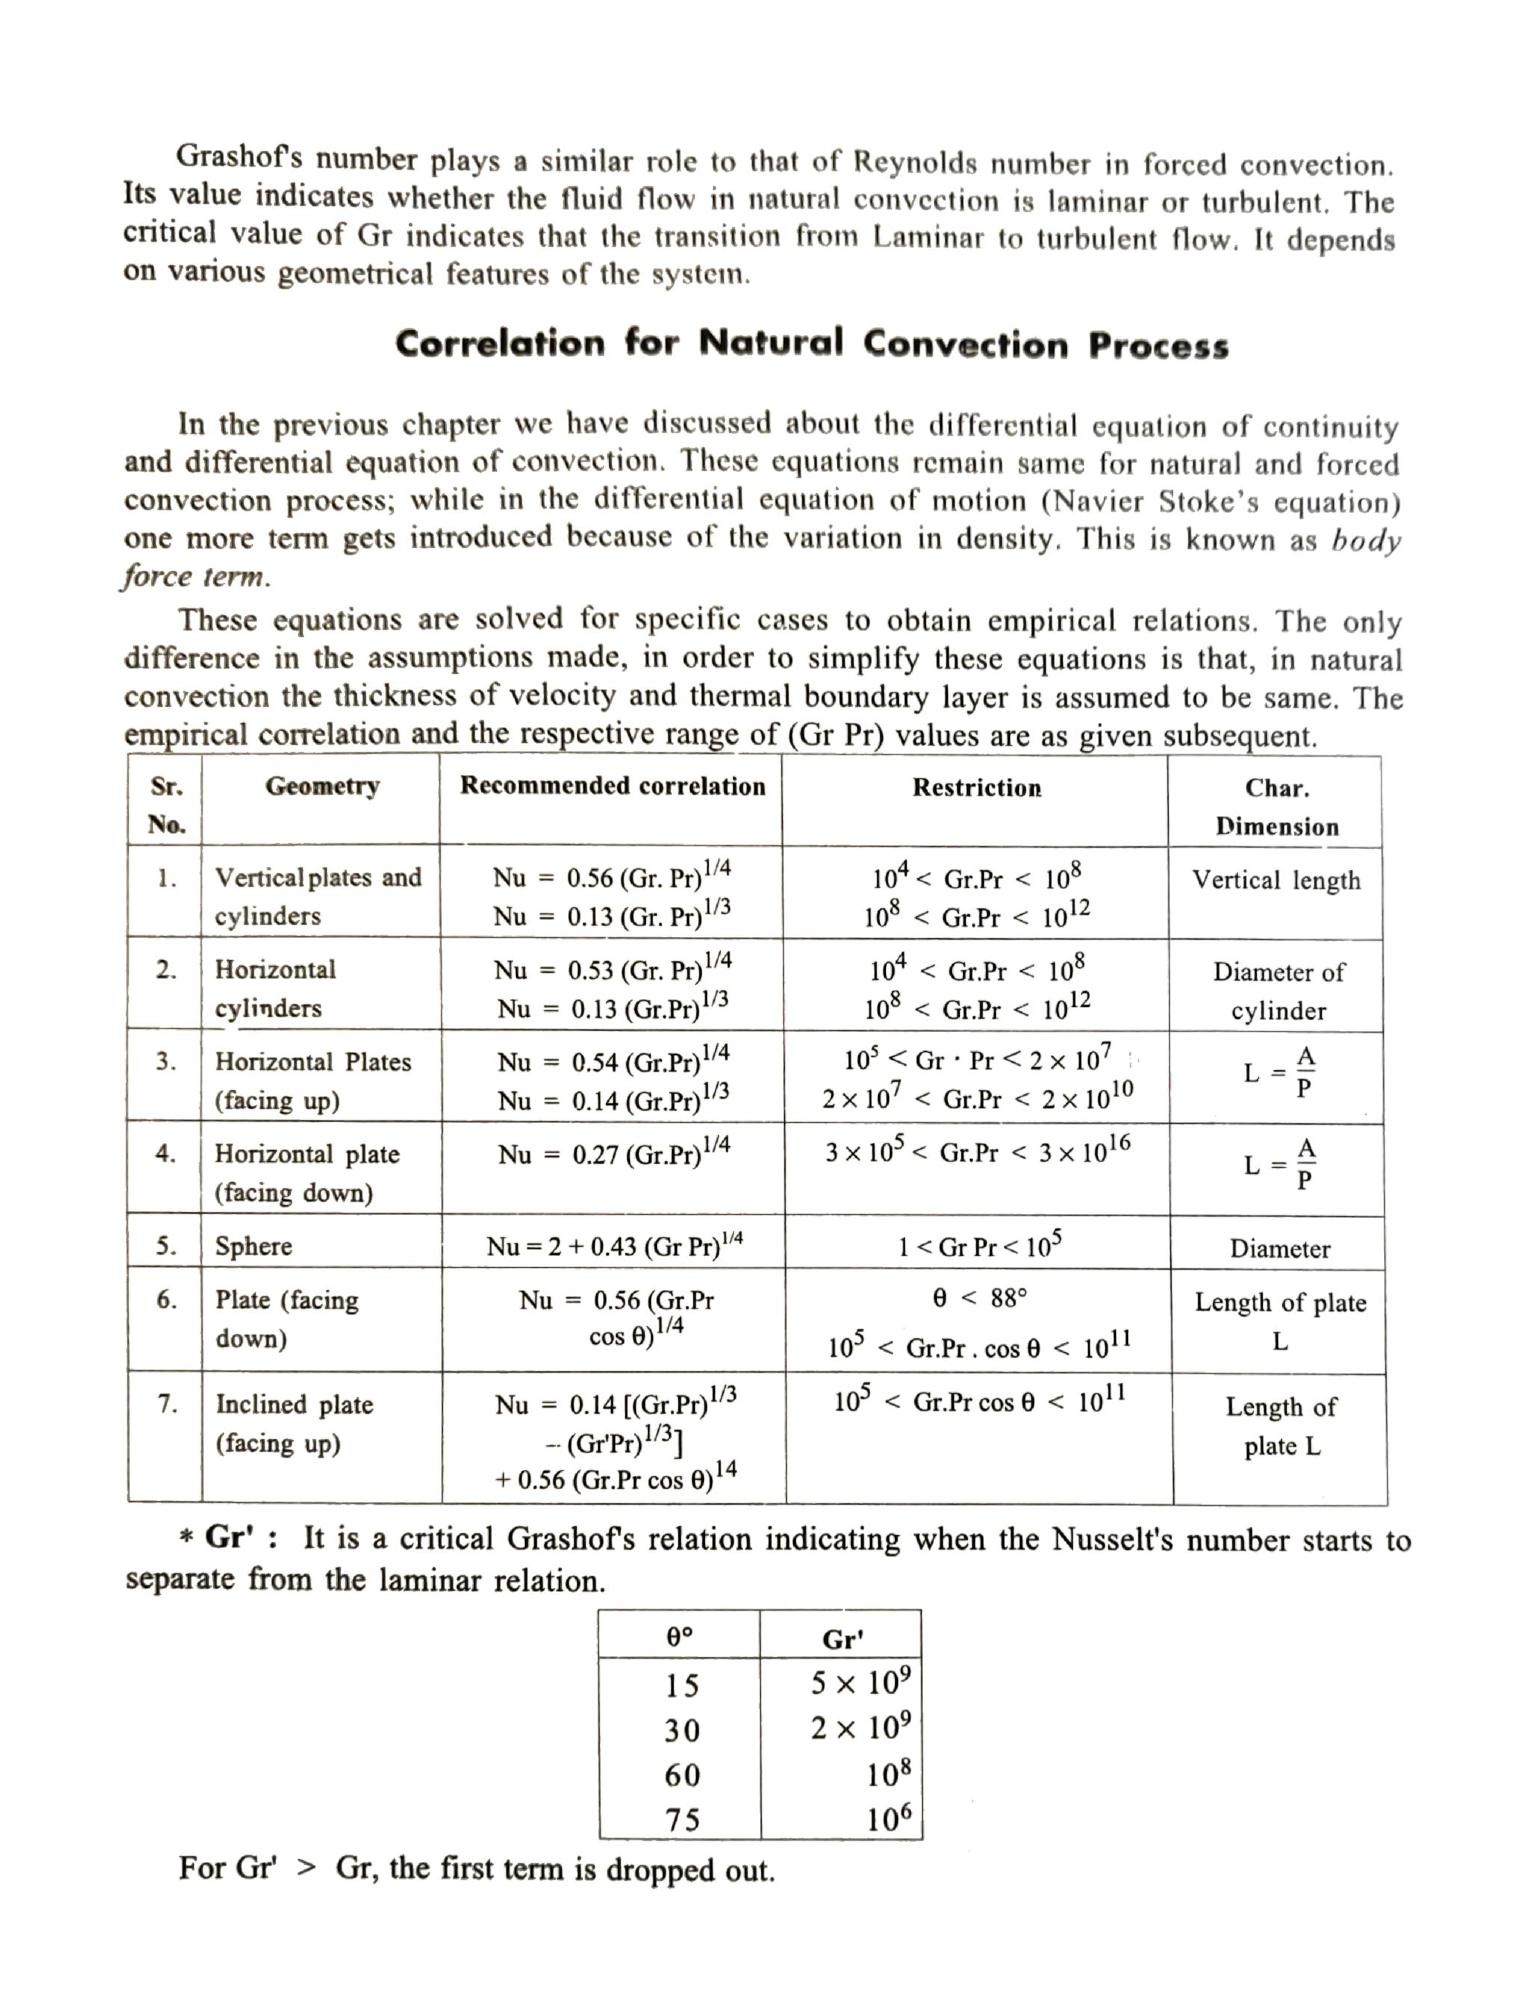 Grashof's number plays a similar role to that of Reynolds number in forced convection.
Its value indicates whether the fluid flow in natural convection is laminar or turbulent. The
critical value of Gr indicates that the transition from Laminar to turbulent flow. It depends
on various geometrical features of the system.
Correlation for Natural Convection Process
In the previous chapter we have discussed about the differential equation of continuity
and differential equation of convection. These equations remain same for natural and forced
convection process; while in the differential equation of motion (Navier Stoke's equation)
one more term gets introduced because of the variation in density. This is known as body
force term.
These equations are solved for specific cases to obtain empirical relations. The only
difference in the assumptions made, in order to simplify these equations is that, in natural
convection the thickness of velocity and thermal boundary layer is assumed to be same. The
empirical correlation and the respective range of (Gr Pr) values are as given subsequent.
Sr. No. Geometry Recommended correlation Restriction Char. Dimension
1. Vertical plates and cylinders Nu = 0.56 (Gr. Pr)^1/4 10^4 < Gr.Pr < 10^8 Vertical length
Nu = 0.13 (Gr. Pr)^1/3 10^8 < Gr.Pr < 10^12
2. Horizontal cylinders Nu = 0.53 (Gr. Pr)^1/4 10^4 < Gr.Pr < 10^8 Diameter of cylinder
Nu = 0.13 (Gr.Pr)^1/3 10^8 < Gr.Pr < 10^12
3. Horizontal Plates (facing up) Nu = 0.54 (Gr.Pr)^1/4 10^5 < Gr · Pr < 2 × 10^7 L = A/P
Nu = 0.14 (Gr.Pr)^1/3 2 × 10^7 < Gr.Pr < 2 × 10^10
4. Horizontal plate (facing down) Nu = 0.27 (Gr.Pr)^1/4 3 × 10^5 < Gr.Pr < 3 × 10^16 L = A/P
5. Sphere Nu = 2 + 0.43 (Gr Pr)^1/4 1 < Gr Pr < 10^5 Diameter
6. Plate (facing down) Nu = 0.56 (Gr.Pr cos θ)^1/4 θ < 88° Length of plate L
10^5 < Gr.Pr . cos θ < 10^11
7. Inclined plate (facing up) Nu = 0.14 [(Gr.Pr)^1/3 10^5 < Gr.Pr cos θ < 10^11 Length of plate L
– (Gr'Pr)^1/3]
+ 0.56 (Gr.Pr cos θ)^14
* Gr' : It is a critical Grashof's relation indicating when the Nusselt's number starts to
separate from the laminar relation.
θ° Gr'
15 5 × 10^9
30 2 × 10^9
60 10^8
75 10^6
For Gr' > Gr, the first term is dropped out.